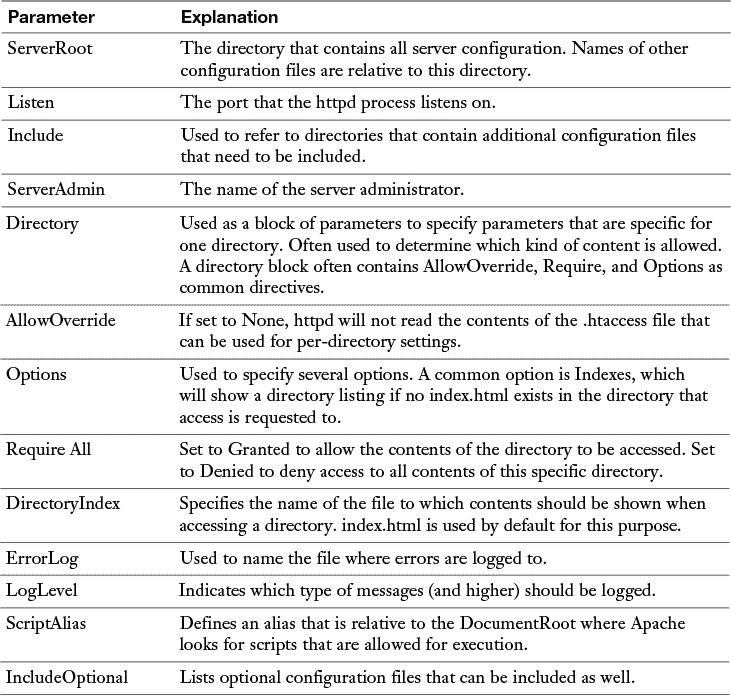 Parameter Explanation
ServerRoot The directory that contains all server configuration. Names of other
configuration files are relative to this directory.
Listen The port that the httpd process listens on.
Include Used to refer to directories that contain additional configuration files
that need to be included.
ServerAdmin The name of the server administrator.
Directory Used as a block of parameters to specify parameters that are specific for
one directory. Often used to determine which kind of content is allowed.
A directory block often contains AllowOverride, Require, and Options as
common directives.
AllowOverride If set to None, httpd will not read the contents of the .htaccess file that
can be used for per-directory settings.
Options Used to specify several options. A common option is Indexes, which
will show a directory listing if no index.html exists in the directory that
access is requested to.
Require All Set to Granted to allow the contents of the directory to be accessed. Set
to Denied to deny access to all contents of this specific directory.
DirectoryIndex Specifies the name of the file to which contents should be shown when
accessing a directory. index.html is used by default for this purpose.
ErrorLog Used to name the file where errors are logged to.
LogLevel Indicates which type of messages (and higher) should be logged.
ScriptAlias Defines an alias that is relative to the DocumentRoot where Apache
looks for scripts that are allowed for execution.
IncludeOptional Lists optional configuration files that can be included as well.